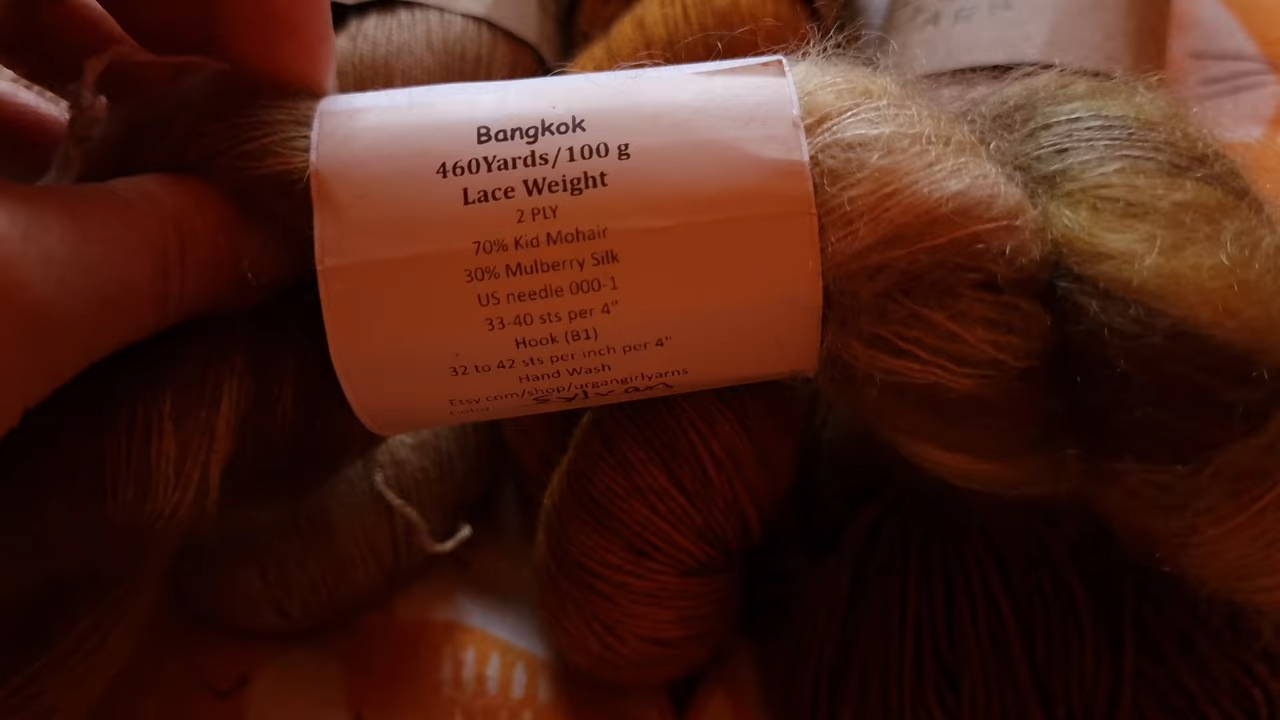 Bangkok
460Yards/100 g
Lace Weight
2 PLY
70% Kid Mohair
30% Mulberry Silk
US needle 000-1
33-40 sts per 4"
Hook (B1)
32 to 42 sts per inch per 4"
Hand Wash
Etsy com/shop/urgangirlyarns
Color: Sylvan